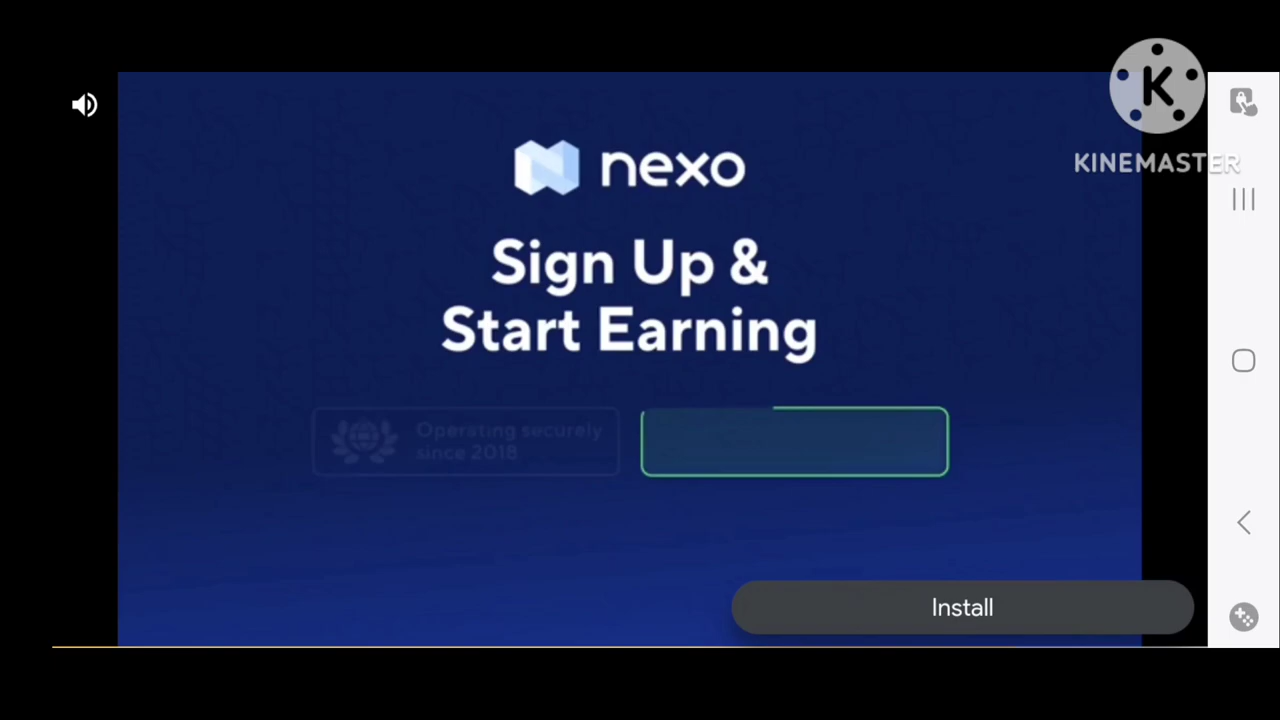 nexo
Sign Up &
Start Earning
Operating securely
since 2018
Install
K
KINEMASTER